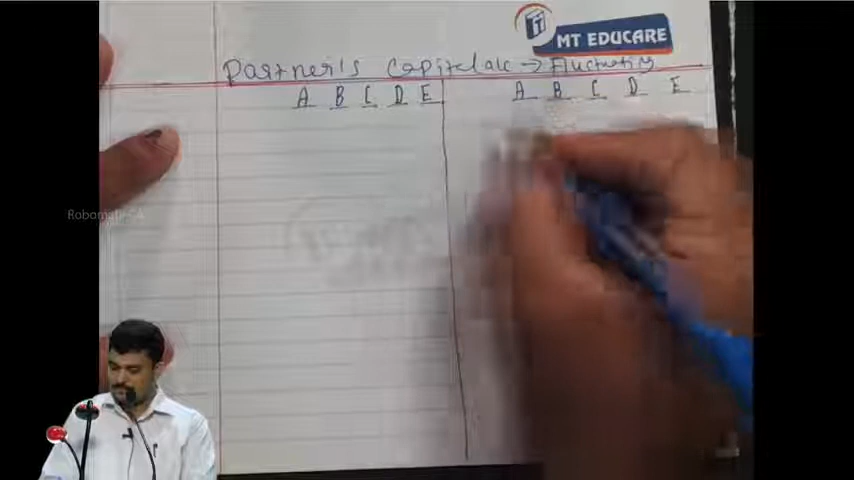 MT EDUCARE
Partner's Capital a/c → Fluctuating
A B C D E A B C D E